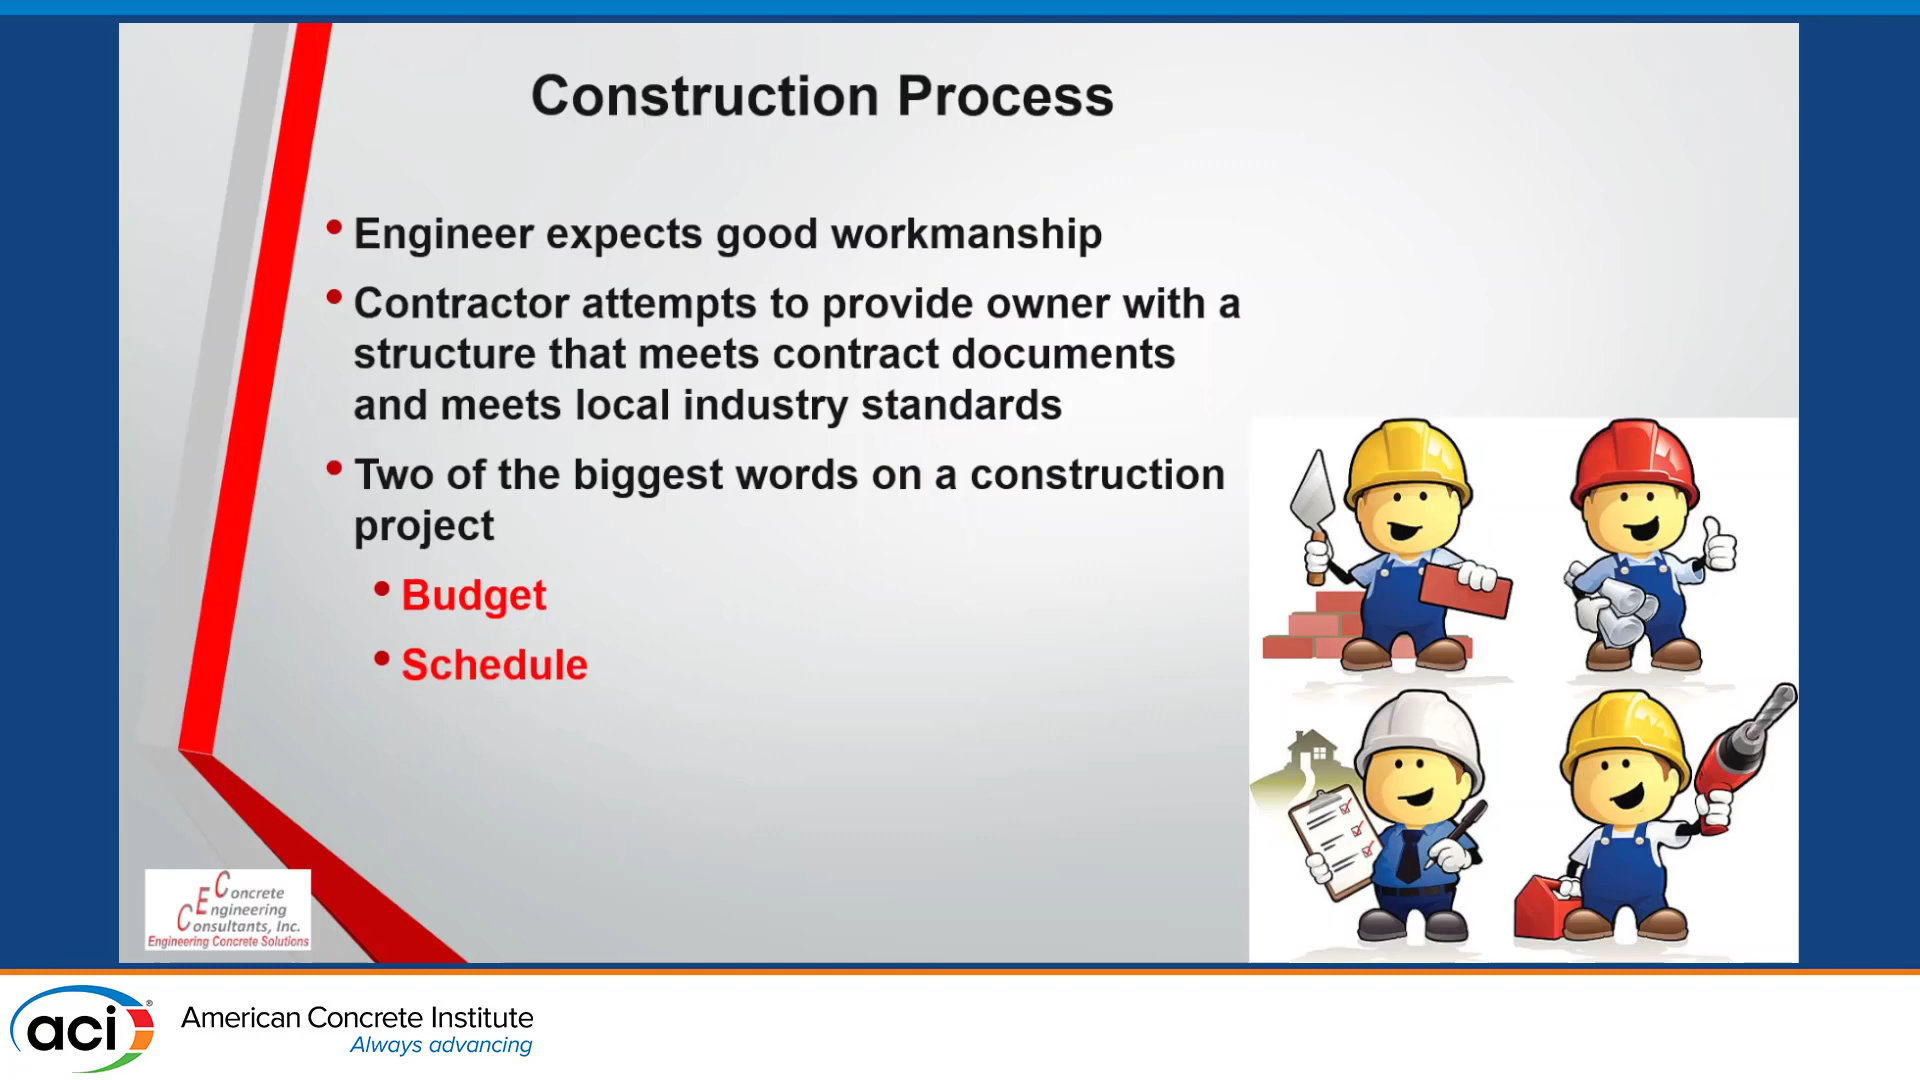 Construction Process
• Engineer expects good workmanship
• Contractor attempts to provide owner with a
structure that meets contract documents
and meets local industry standards
• Two of the biggest words on a construction
project
• Budget
• Schedule
Concrete
Engineering
Consultants, Inc.
Engineering Concrete Solutions
aci®
American Concrete Institute
Always advancing